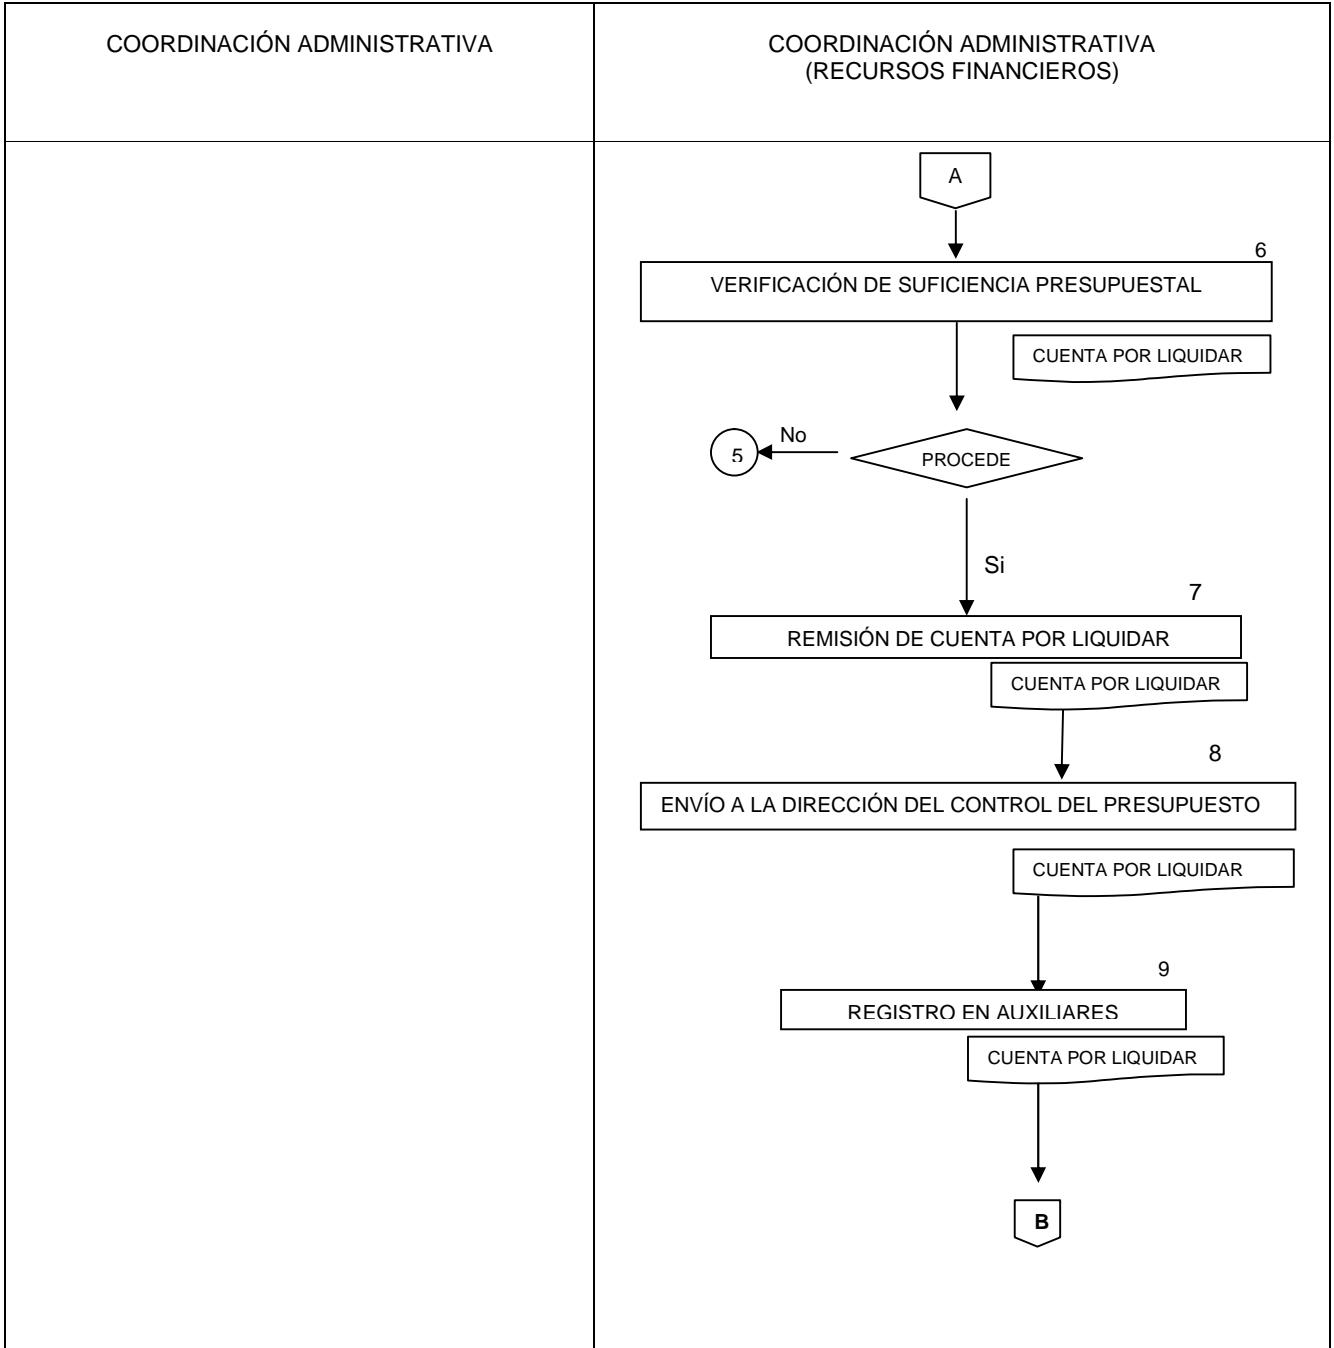 COORDINACIÓN ADMINISTRATIVA
COORDINACIÓN ADMINISTRATIVA
(RECURSOS FINANCIEROS)
A
6
VERIFICACIÓN DE SUFICIENCIA PRESUPUESTAL
CUENTA POR LIQUIDAR
No
5
PROCEDE
Si
7
REMISIÓN DE CUENTA POR LIQUIDAR
CUENTA POR LIQUIDAR
8
ENVÍO A LA DIRECCIÓN DEL CONTROL DEL PRESUPUESTO
CUENTA POR LIQUIDAR
9
REGISTRO EN AUXILIARES
CUENTA POR LIQUIDAR
B